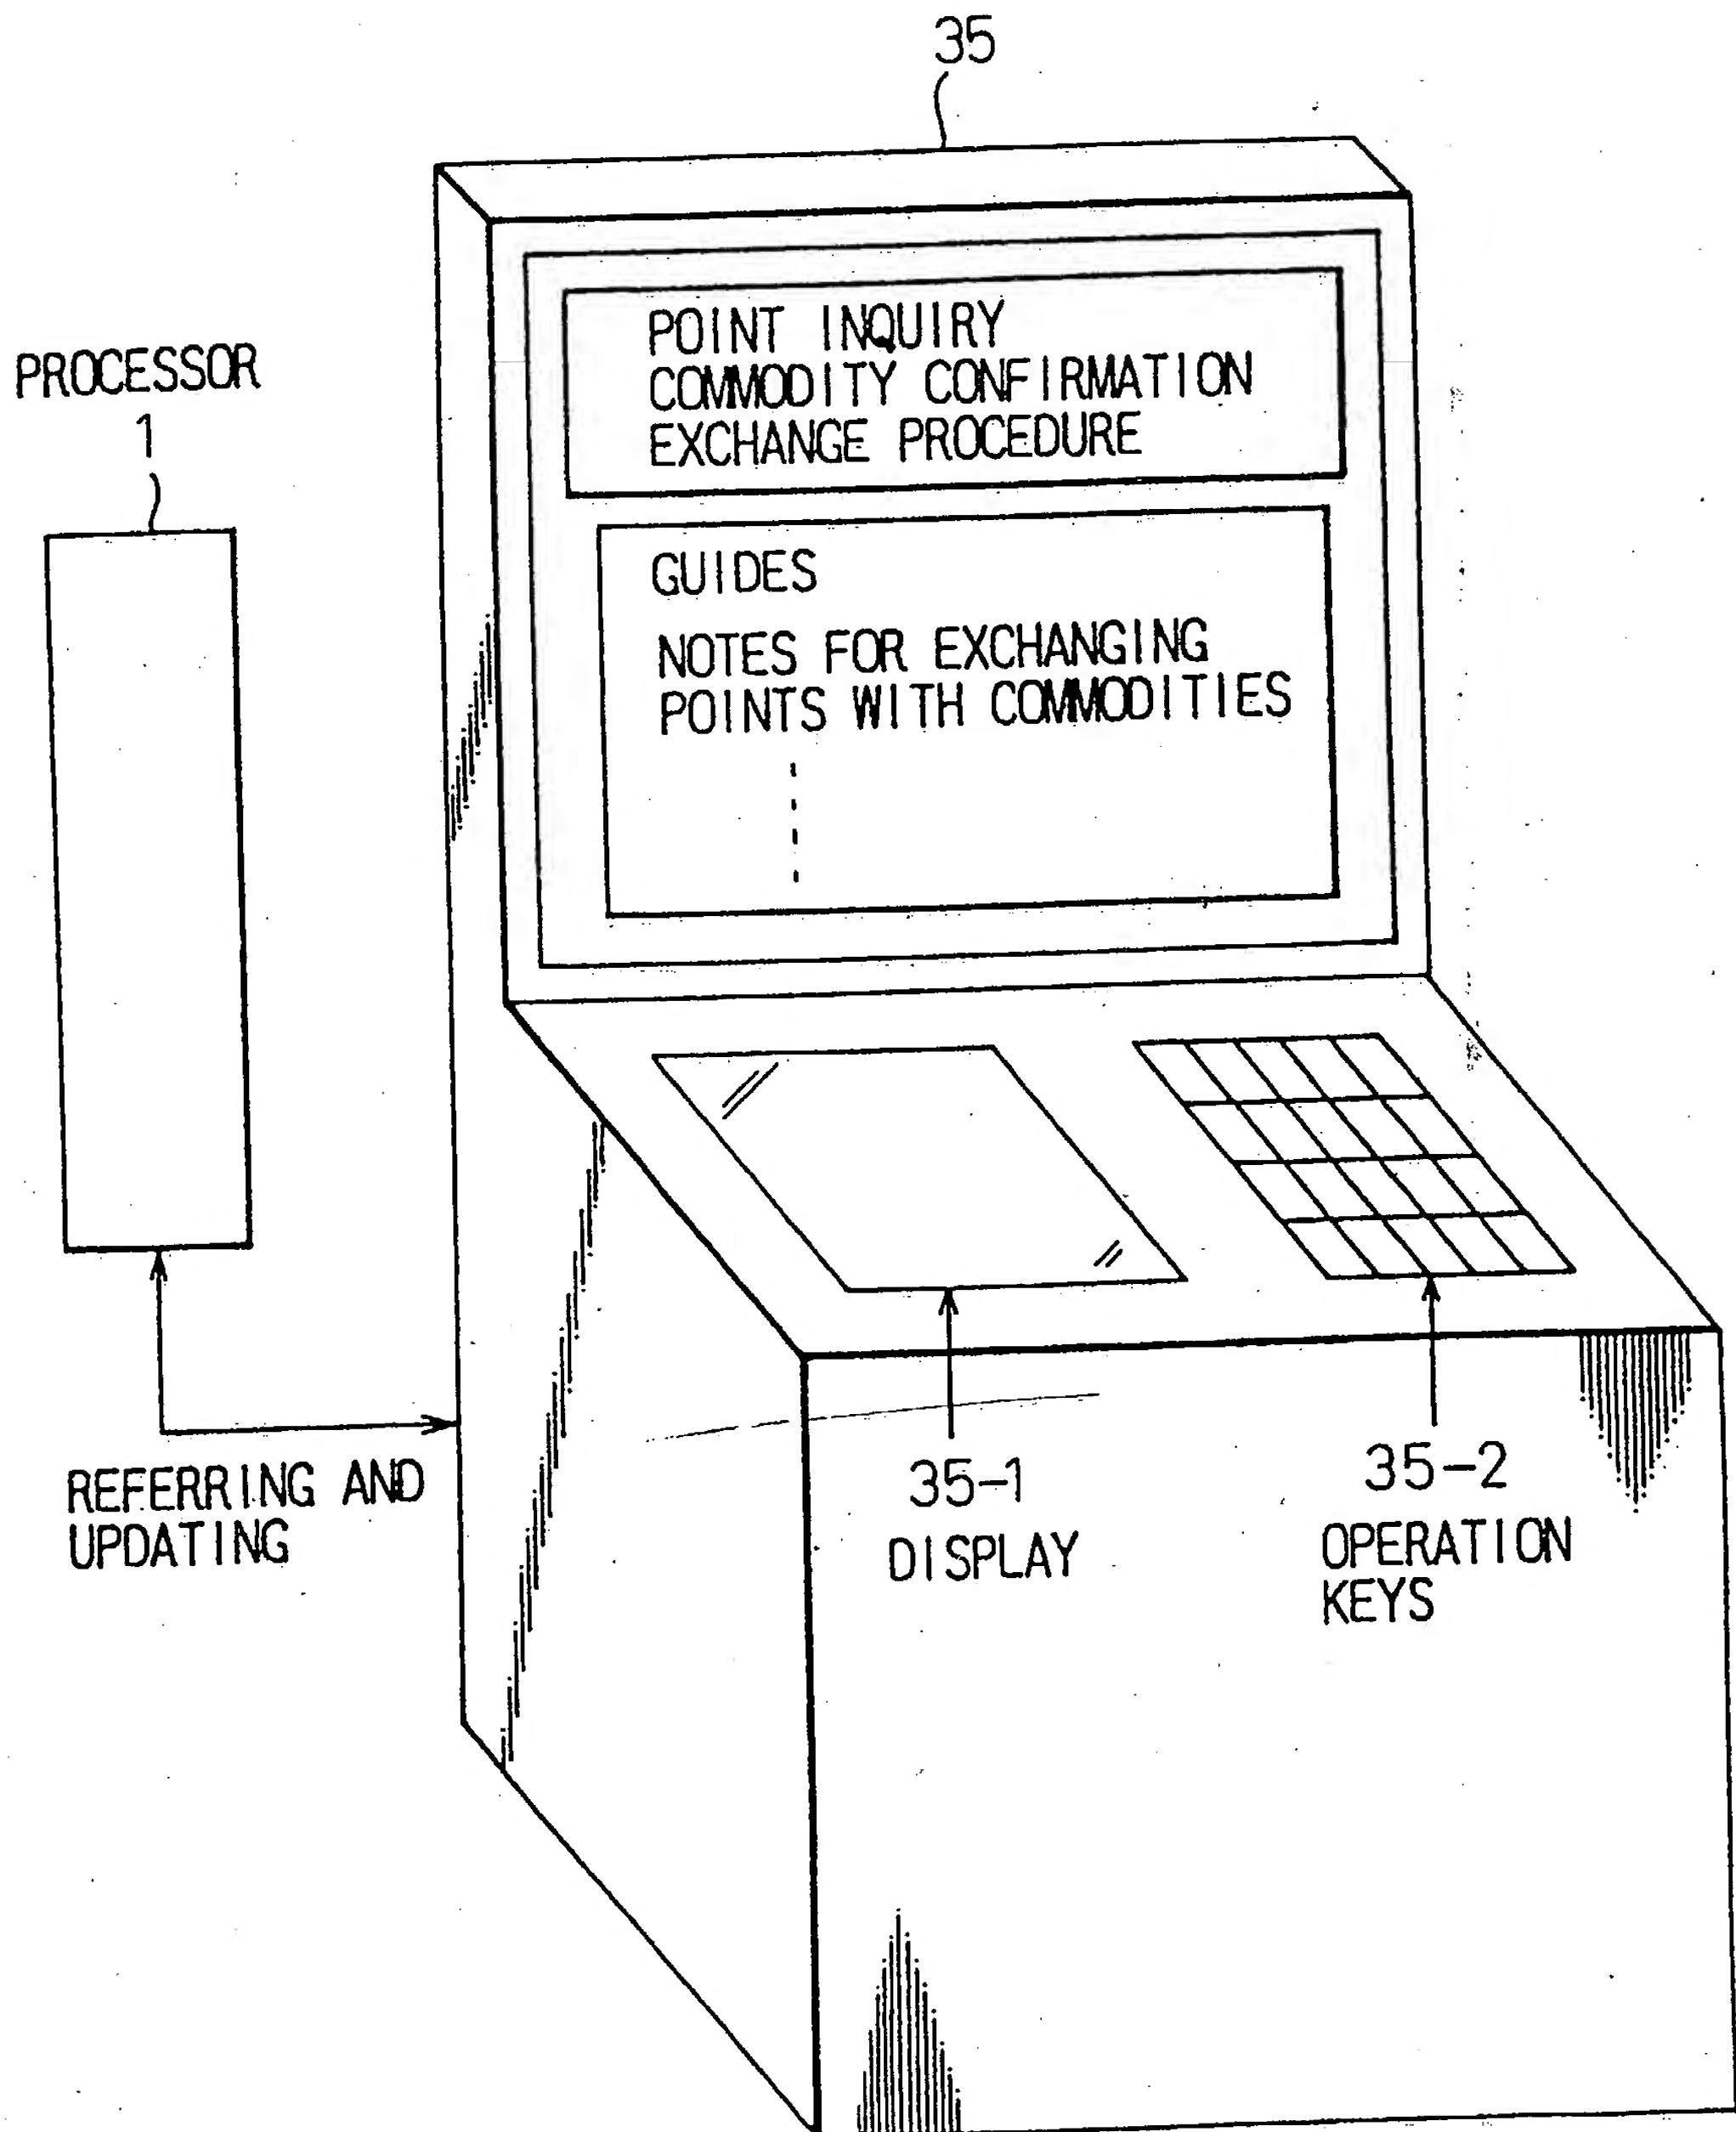 35
PROCESSOR
1
POINT INQUIRY
COMMODITY CONFIRMATION
EXCHANGE PROCEDURE
GUIDES
NOTES FOR EXCHANGING
POINTS WITH COMMODITIES
REFERRING AND
UPDATING
35-1
DISPLAY
35-2
OPERATION
KEYS